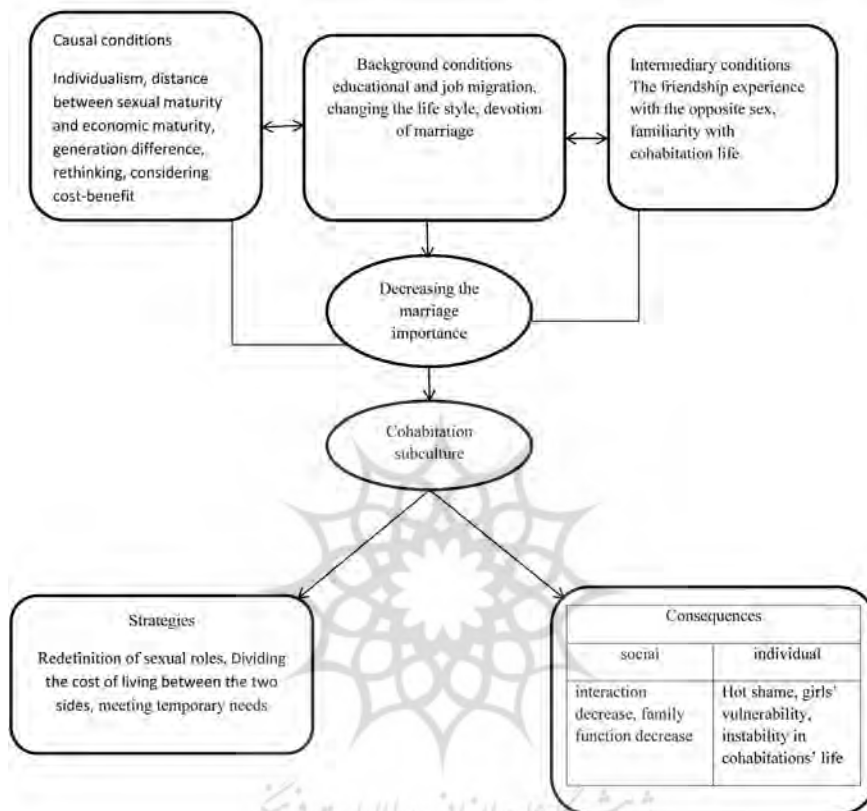 Causal conditions
Individualism, distance
between sexual maturity
and economic maturity,
generation difference,
rethinking, considering
cost-benefit
Background conditions
educational and job migration,
changing the life style, devotion
of marriage
Intermediary conditions
The friendship experience
with the opposite sex,
familiarity with
cohabitation life
Decreasing the
marriage
importance
Cohabitation
subculture
Strategies
Redefinition of sexual roles, Dividing
the cost of living between the two
sides, meeting temporary needs
Consequences
social
individual
interaction
decrease, family
function decrease
Hot shame, girls'
vulnerability,
instability in
cohabitations' life